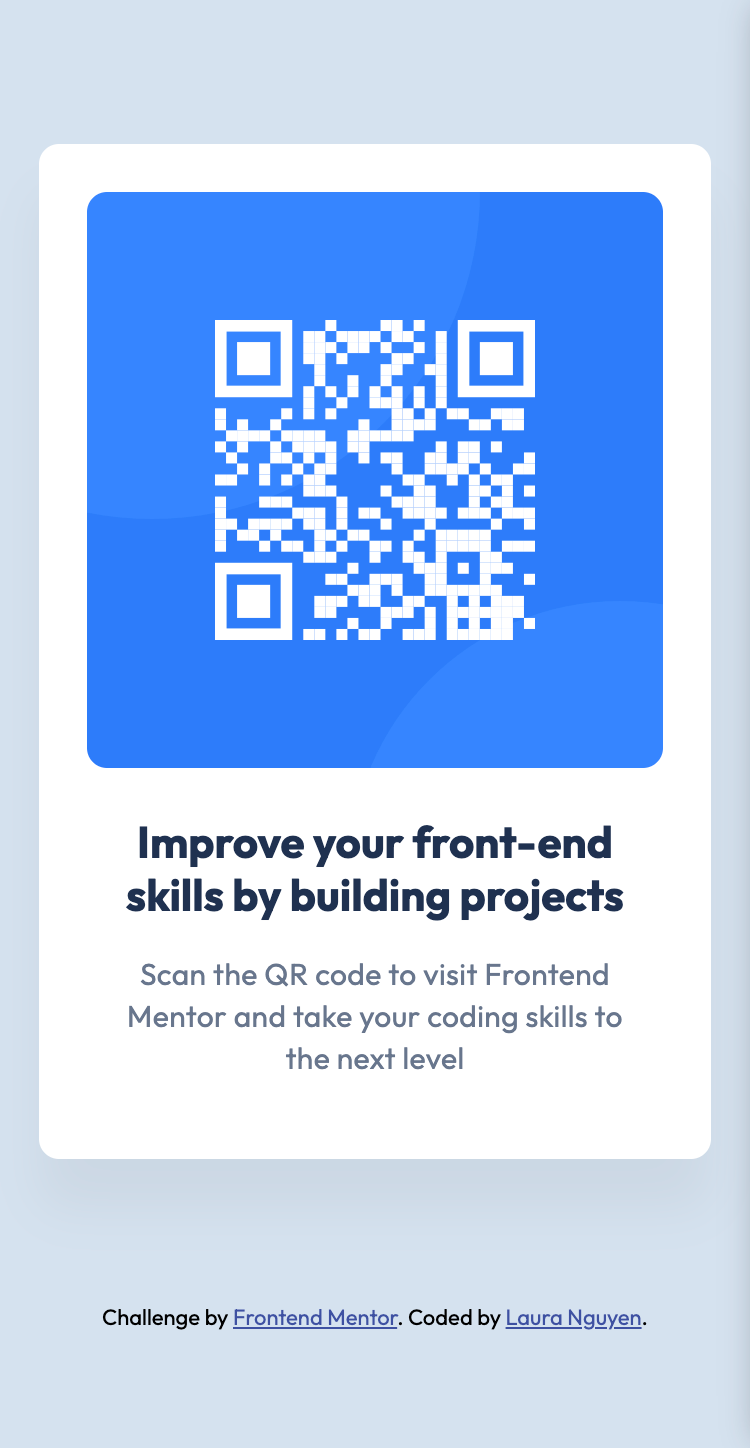 Improve your front-end
skills by building projects
Scan the QR code to visit Frontend
Mentor and take your coding skills to
the next level
Challenge by Frontend Mentor. Coded by Laura Nguyen.